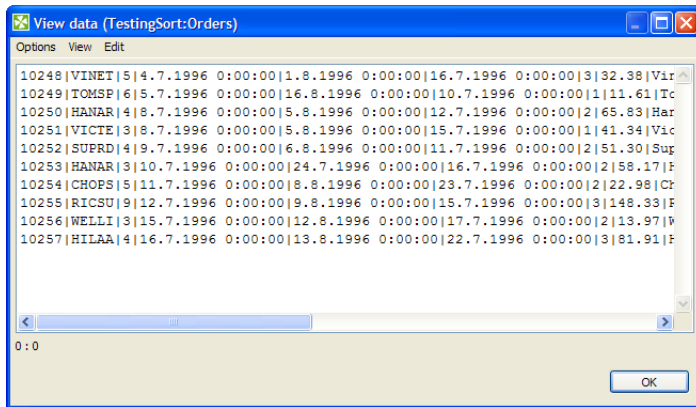 View data (TestingSort:Orders)
Options View Edit
10248|VINET|5|4.7.1996 0:00:00|1.8.1996 0:00:00|16.7.1996 0:00:00|3|32.38|Vir
10249|TOMSP|6|5.7.1996 0:00:00|16.8.1996 0:00:00|10.7.1996 0:00:00|1|11.61|To
10250|HANAR|4|8.7.1996 0:00:00|5.8.1996 0:00:00|12.7.1996 0:00:00|2|65.83|Har
10251|VICTE|3|8.7.1996 0:00:00|5.8.1996 0:00:00|15.7.1996 0:00:00|1|41.34|Vic
10252|SUPRD|4|9.7.1996 0:00:00|6.8.1996 0:00:00|11.7.1996 0:00:00|2|51.30|Sup
10253|HANAR|3|10.7.1996 0:00:00|24.7.1996 0:00:00|16.7.1996 0:00:00|2|58.17|H
10254|CHOPS|5|11.7.1996 0:00:00|8.8.1996 0:00:00|23.7.1996 0:00:00|2|22.98|Ch
10255|RICSU|9|12.7.1996 0:00:00|9.8.1996 0:00:00|15.7.1996 0:00:00|3|148.33|F
10256|WELLI|3|15.7.1996 0:00:00|12.8.1996 0:00:00|17.7.1996 0:00:00|2|13.97|W
10257|HILAA|4|16.7.1996 0:00:00|13.8.1996 0:00:00|22.7.1996 0:00:00|3|81.91|H
0:0
OK